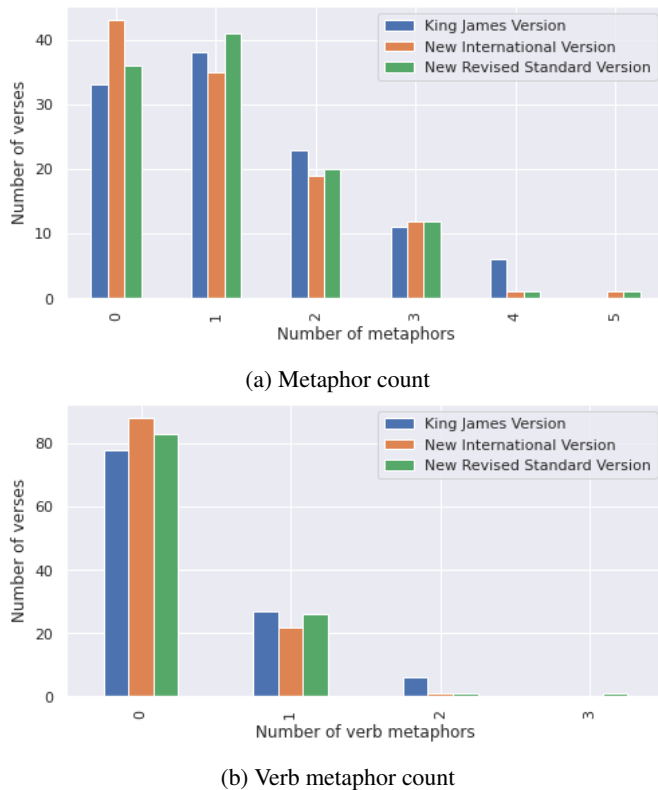 40
30
20
10
0
Number of verses
King James Version
New International Version
New Revised Standard Version
0 1 2 3 4 5
Number of metaphors
(a) Metaphor count
80
60
40
20
0
Number of verses
King James Version
New International Version
New Revised Standard Version
0 1 2 3
Number of verb metaphors
(b) Verb metaphor count